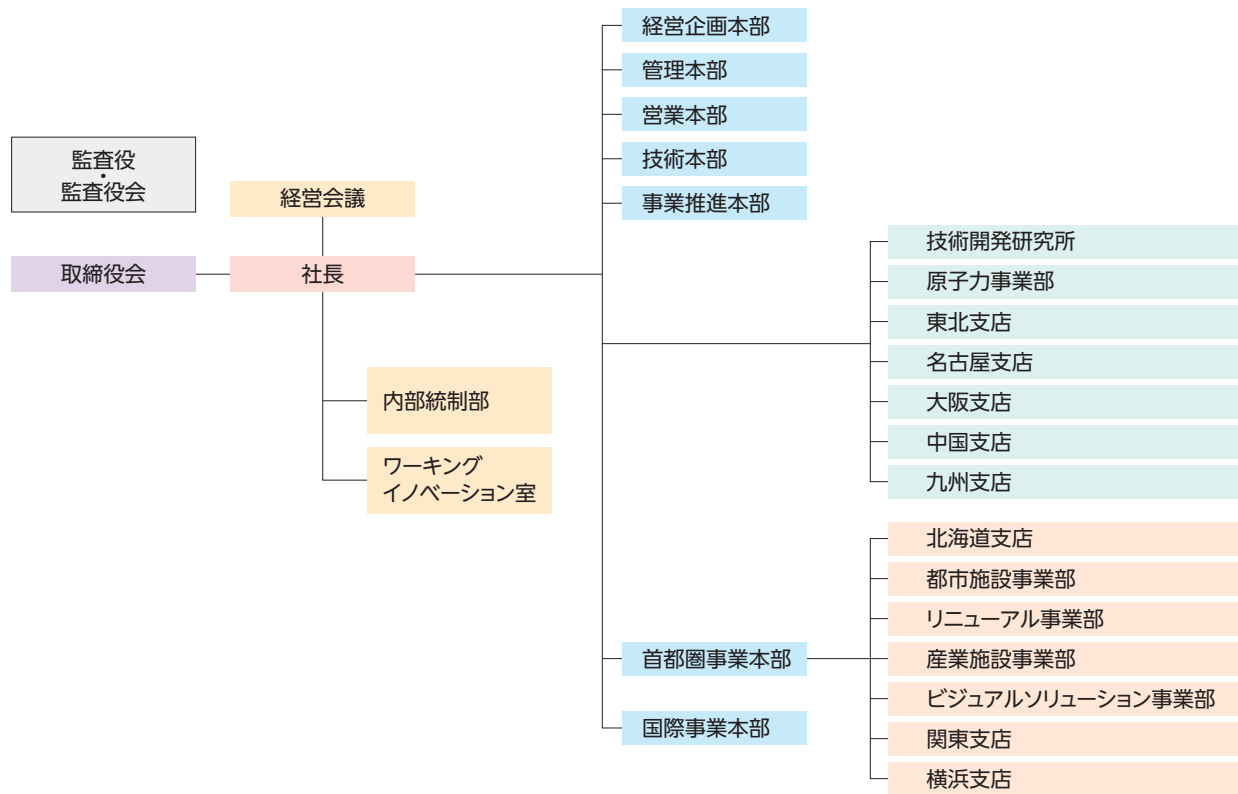 監査役
・
監査役会
取締役会
経営会議
社長
内部統制部
ワーキング
イノベーション室
経営企画本部
管理本部
営業本部
技術本部
事業推進本部
技術開発研究所
原子力事業部
東北支店
名古屋支店
大阪支店
中国支店
九州支店
首都圏事業本部
国際事業本部
北海道支店
都市施設事業部
リニューアル事業部
産業施設事業部
ビジュアルソリューション事業部
関東支店
横浜支店